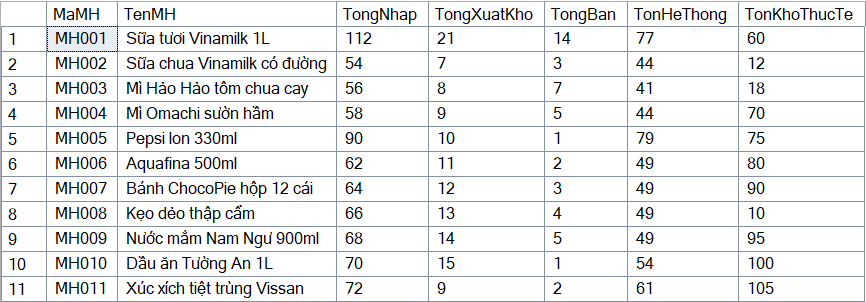 MaMH TenMH TongNhap TongXuatKho TongBan TonHeThong TonKhoThucTe
1 MH001 Sữa tươi Vinamilk 1L 112 21 14 77 60
2 MH002 Sữa chua Vinamilk có đường 54 7 3 44 12
3 MH003 Mì Hảo Hảo tôm chua cay 56 8 7 41 18
4 MH004 Mì Omachi sườn hầm 58 9 5 44 70
5 MH005 Pepsi lon 330ml 90 10 1 79 75
6 MH006 Aquafina 500ml 62 11 2 49 80
7 MH007 Bánh ChocoPie hộp 12 cái 64 12 3 49 90
8 MH008 Kẹo dẻo thập cẩm 66 13 4 49 10
9 MH009 Nước mắm Nam Ngư 900ml 68 14 5 49 95
10 MH010 Dầu ăn Tường An 1L 70 15 1 54 100
11 MH011 Xúc xích tiệt trùng Vissan 72 9 2 61 105